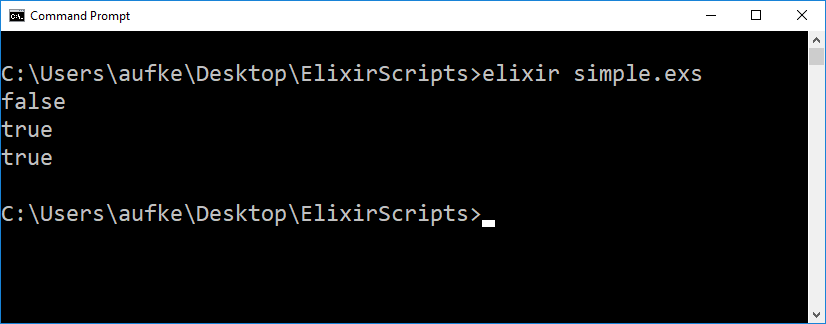 Command Prompt
C:\Users\aufke\Desktop\ElixirScripts>elixir simple.exs
false
true
true
C:\Users\aufke\Desktop\ElixirScripts>